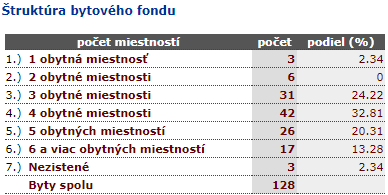 Štruktúra bytového fondu
počet miestností počet podiel (%)
1.) 1 obytná miestnosť 3 2.34
2.) 2 obytné miestnosti 6 0
3.) 3 obytné miestnosti 31 24.22
4.) 4 obytné miestnosti 42 32.81
5.) 5 obytných miestností 26 20.31
6.) 6 a viac obytných miestností 17 13.28
7.) Nezistené 3 2.34
Byty spolu 128